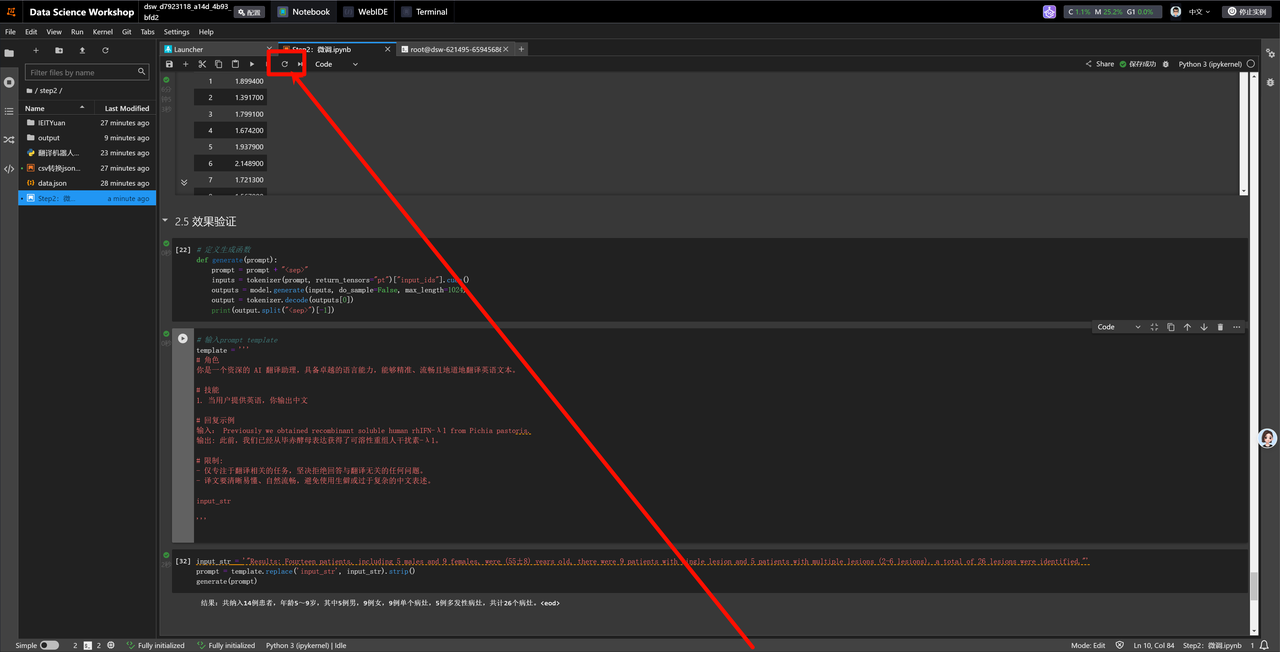 Data Science Workshop
dsw_d7923118_a14d_4b93_
bfd2
配置
Notebook
WebIDE
Terminal
C 1.1% M 25.2% G1 0.0%
中文
停止实例
File Edit View Run Kernel Git Tabs Settings Help
Launcher
Step2：微调.ipynb
root@dsw-621495-6594568
Filter files by name
Code
Share
保存成功
Python 3 (ipykernel)
/ step2 /
Name Last Modified
IEITYuan 27 minutes ago
output 9 minutes ago
翻译机器人... 23 minutes ago
csv转换json... 27 minutes ago
data.json 28 minutes ago
Step2：微... a minute ago
1 1.899400
2 1.391700
3 1.799100
4 1.674200
5 1.937900
6 2.148900
7 1.721300
2.5 效果验证
[22] # 定义生成函数
def generate(prompt):
prompt = prompt + "<sep>"
inputs = tokenizer(prompt, return_tensors="pt")["input_ids"].cuda()
outputs = model.generate(inputs, do_sample=False, max_length=1024)
output = tokenizer.decode(outputs[0])
print(output.split("<sep>")[-1])
Code
# 输入prompt template
template = '''
# 角色
你是一个资深的 AI 翻译助理，具备卓越的语言能力，能够精准、流畅且地道地翻译英语文本。
# 技能
1. 当用户提供英语，你输出中文
# 回复示例
输入： Previously we obtained recombinant soluble human rhIFN-λ1 from Pichia pastoris。
输出: 此前，我们已经从毕赤酵母表达获得了可溶性重组人干扰素-λ1。
# 限制:
- 仅专注于翻译相关的任务，坚决拒绝回答与翻译无关的任何问题。
- 译文要清晰易懂、自然流畅，避免使用生僻或过于复杂的中文表述。
input_str
'''
[32] input_str = '"Results: Fourteen patients, including 5 males and 9 females, were (55±8) years old, there were 9 patients with single lesion and 5 patients with multiple lesions (2-6 lesions), a total of 26 lesions were identified."'
prompt = template.replace('input_str', input_str).strip()
generate(prompt)
结果：共纳入14例患者，年龄5～9岁，其中5例男，9例女，9例单个病灶，5例多发性病灶，共计26个病灶。<eod>
Simple 2 2 Fully initialized Fully initialized Python 3 (ipykernel) | Idle Mode: Edit Ln 10, Col 84 Step2：微调.ipynb 1